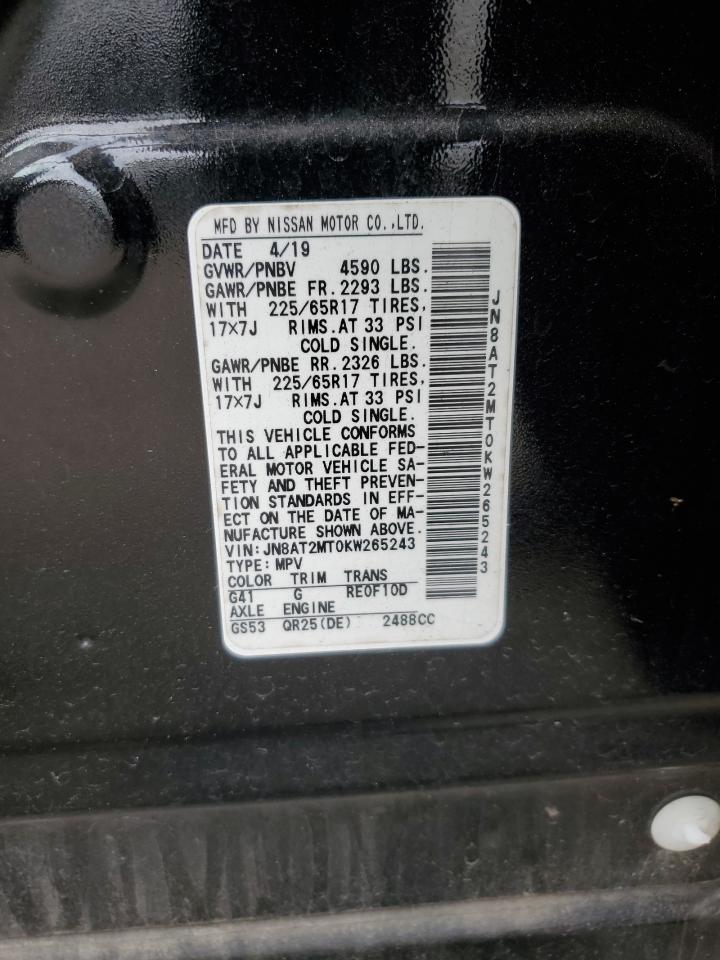 MFD BY NISSAN MOTOR CO.,LTD.
DATE 4/19
GVWR/PNBV 4590 LBS.
GAWR/PNBE FR. 2293 LBS.
WITH 225/65R17 TIRES,
17×7J RIMS.AT 33 PSI
COLD SINGLE.
GAWR/PNBE RR. 2326 LBS.
WITH 225/65R17 TIRES,
17×7J RIMS.AT 33 PSI
COLD SINGLE.
THIS VEHICLE CONFORMS
TO ALL APPLICABLE FED-
ERAL MOTOR VEHICLE SA-
FETY AND THEFT PREVEN-
TION STANDARDS IN EFF-
ECT ON THE DATE OF MA-
NUFACTURE SHOWN ABOVE.
VIN:JN8AT2MT0KW265243
TYPE:MPV
COLOR TRIM TRANS
G41 G RE0F10D
AXLE ENGINE
GS53 QR25(DE) 2488CC
JN8AT2MT0KW265243